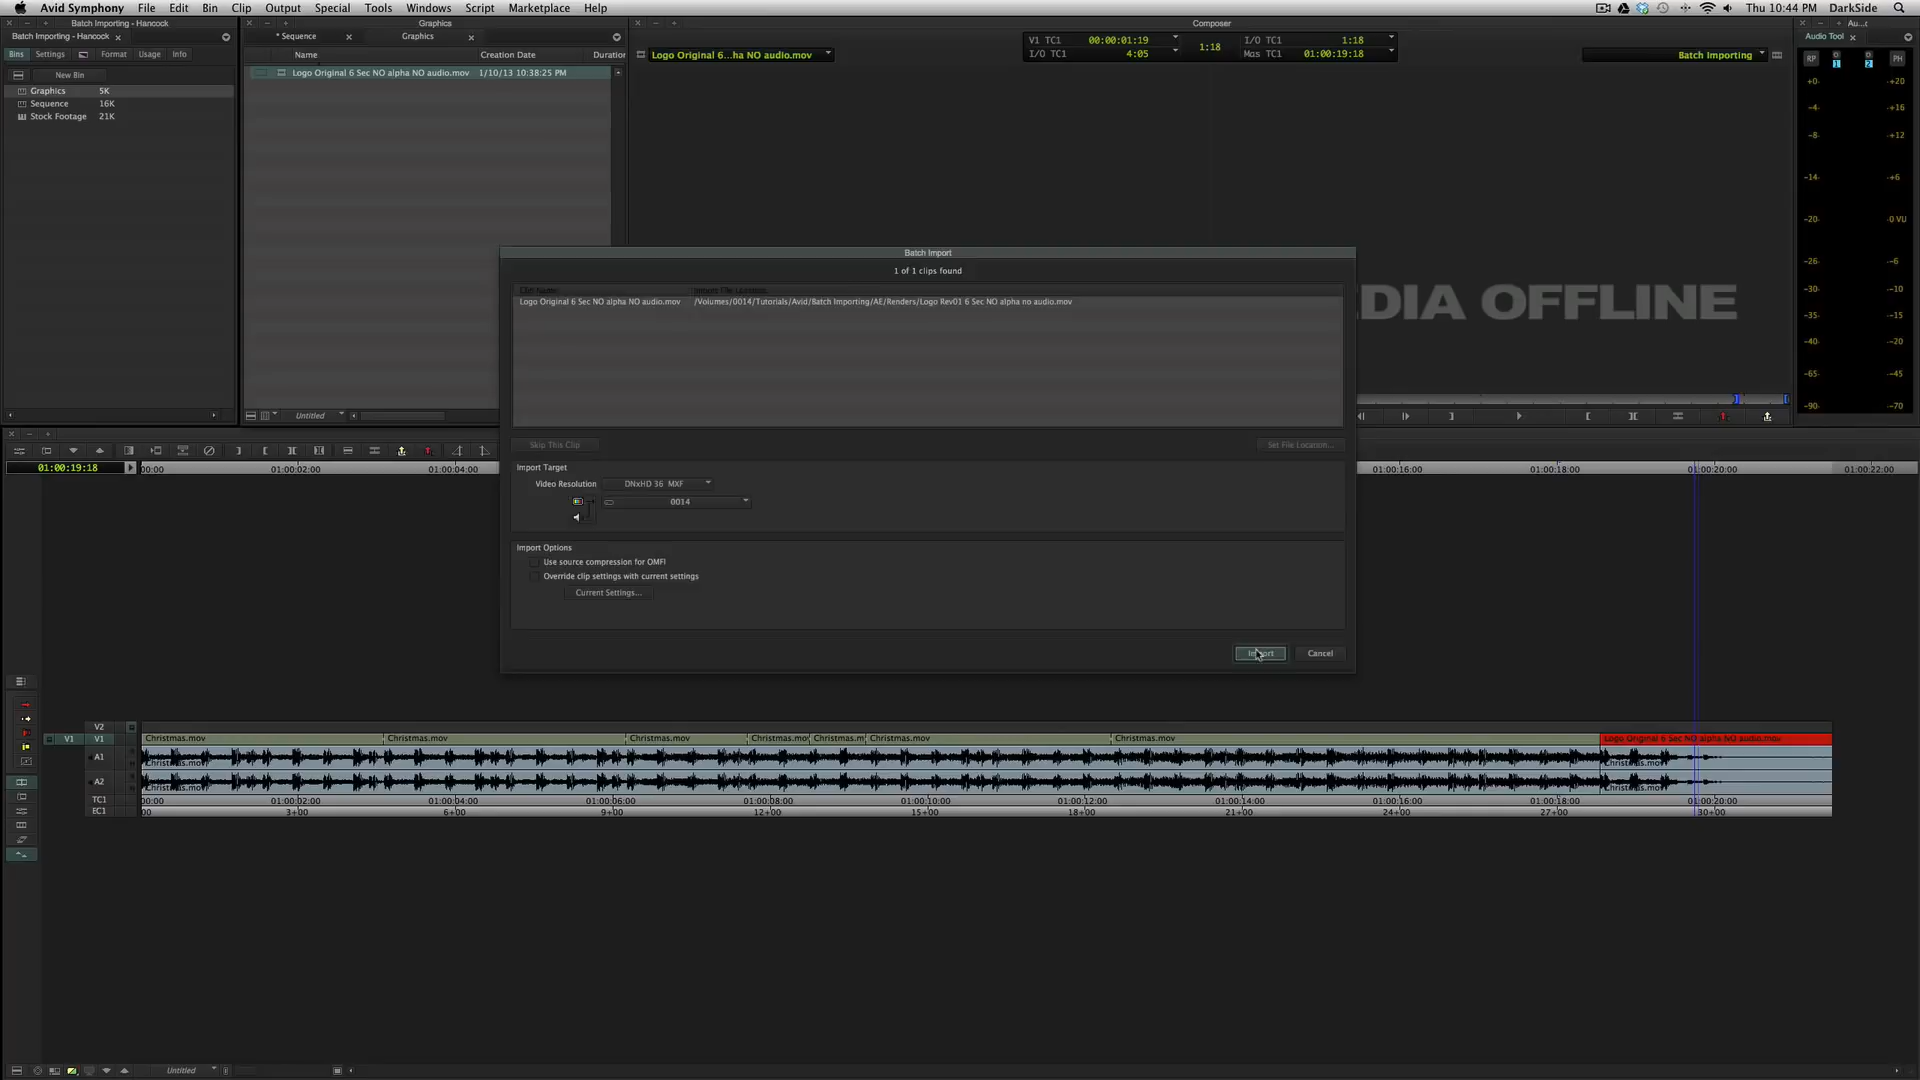 Avid Symphony File Edit Bin Clip Output Special Tools Windows Script Marketplace Help Thu 10:44 PM DarkSide
Batch Importing - Hancock
Graphics
Composer
Au...t
Batch Importing - Hancock
* Sequence Graphics
Audio Tool
Bins Settings Format Usage Info
Name Creation Date Duration
Logo Original 6...ha NO audio.mov
V1 TC1 00:00:01:19
I/O TC1 4:05
1:18
I/O TC1 1:18
Mas TC1 01:00:19:18
Batch Importing
RP 1 2 PH
New Bin
Logo Original 6 Sec NO alpha NO audio.mov 1/10/13 10:38:25 PM
Graphics 5K
Sequence 16K
Stock Footage 21K
+0 +20
-4 +16
-8 +12
-14 +6
-20 0 VU
-26 -6
-30 -10
-35 -15
-40 -20
-65 -45
-90 -70
Batch Import
1 of 1 clips found
Logo Original 6 Sec NO alpha NO audio.mov /Volumes/0014/Tutorials/Avid/Batch Importing/AE/Renders/Logo Rev01 6 Sec NO alpha no audio.mov
DIA OFFLINE
Untitled
Skip This Clip Set File Location...
Import Target
Video Resolution DNxHD 36 MXF
0014
Import Options
Use source compression for OMFI
Override clip settings with current settings
Current Settings...
Import Cancel
01:00:19:18 00:00 01:00:02:00 01:00:04:00 01:00:16:00 01:00:18:00 01:00:20:00 01:00:22:00
V2
V1 V1 Christmas.mov Christmas.mov Christmas.mov Christmas.mov Christmas.m Christmas.mov Christmas.mov Logo Original 6 Sec NO alpha NO audio.mov
A1 Christmas.mov Christmas.mov
A2 Christmas.mov Christmas.mov
TC1 00:00 01:00:02:00 01:00:04:00 01:00:06:00 01:00:08:00 01:00:10:00 01:00:12:00 01:00:14:00 01:00:16:00 01:00:18:00 01:00:20:00
EC1 00 3+00 6+00 9+00 12+00 15+00 18+00 21+00 24+00 27+00 30+00
Untitled